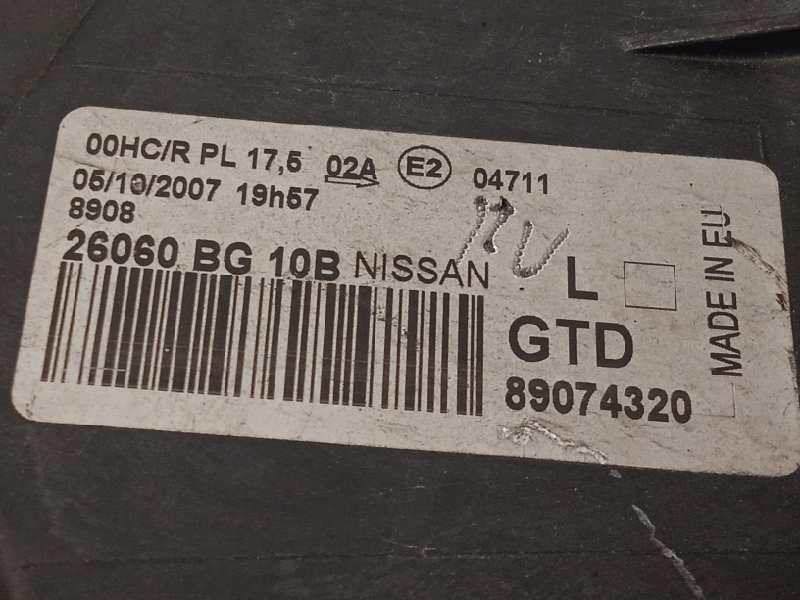 00HC/R PL 17,5 02A E2 04711
05/10/2007 19h57
8908
26060 BG 10B NISSAN
L
GTD
89074320
MADE IN EU